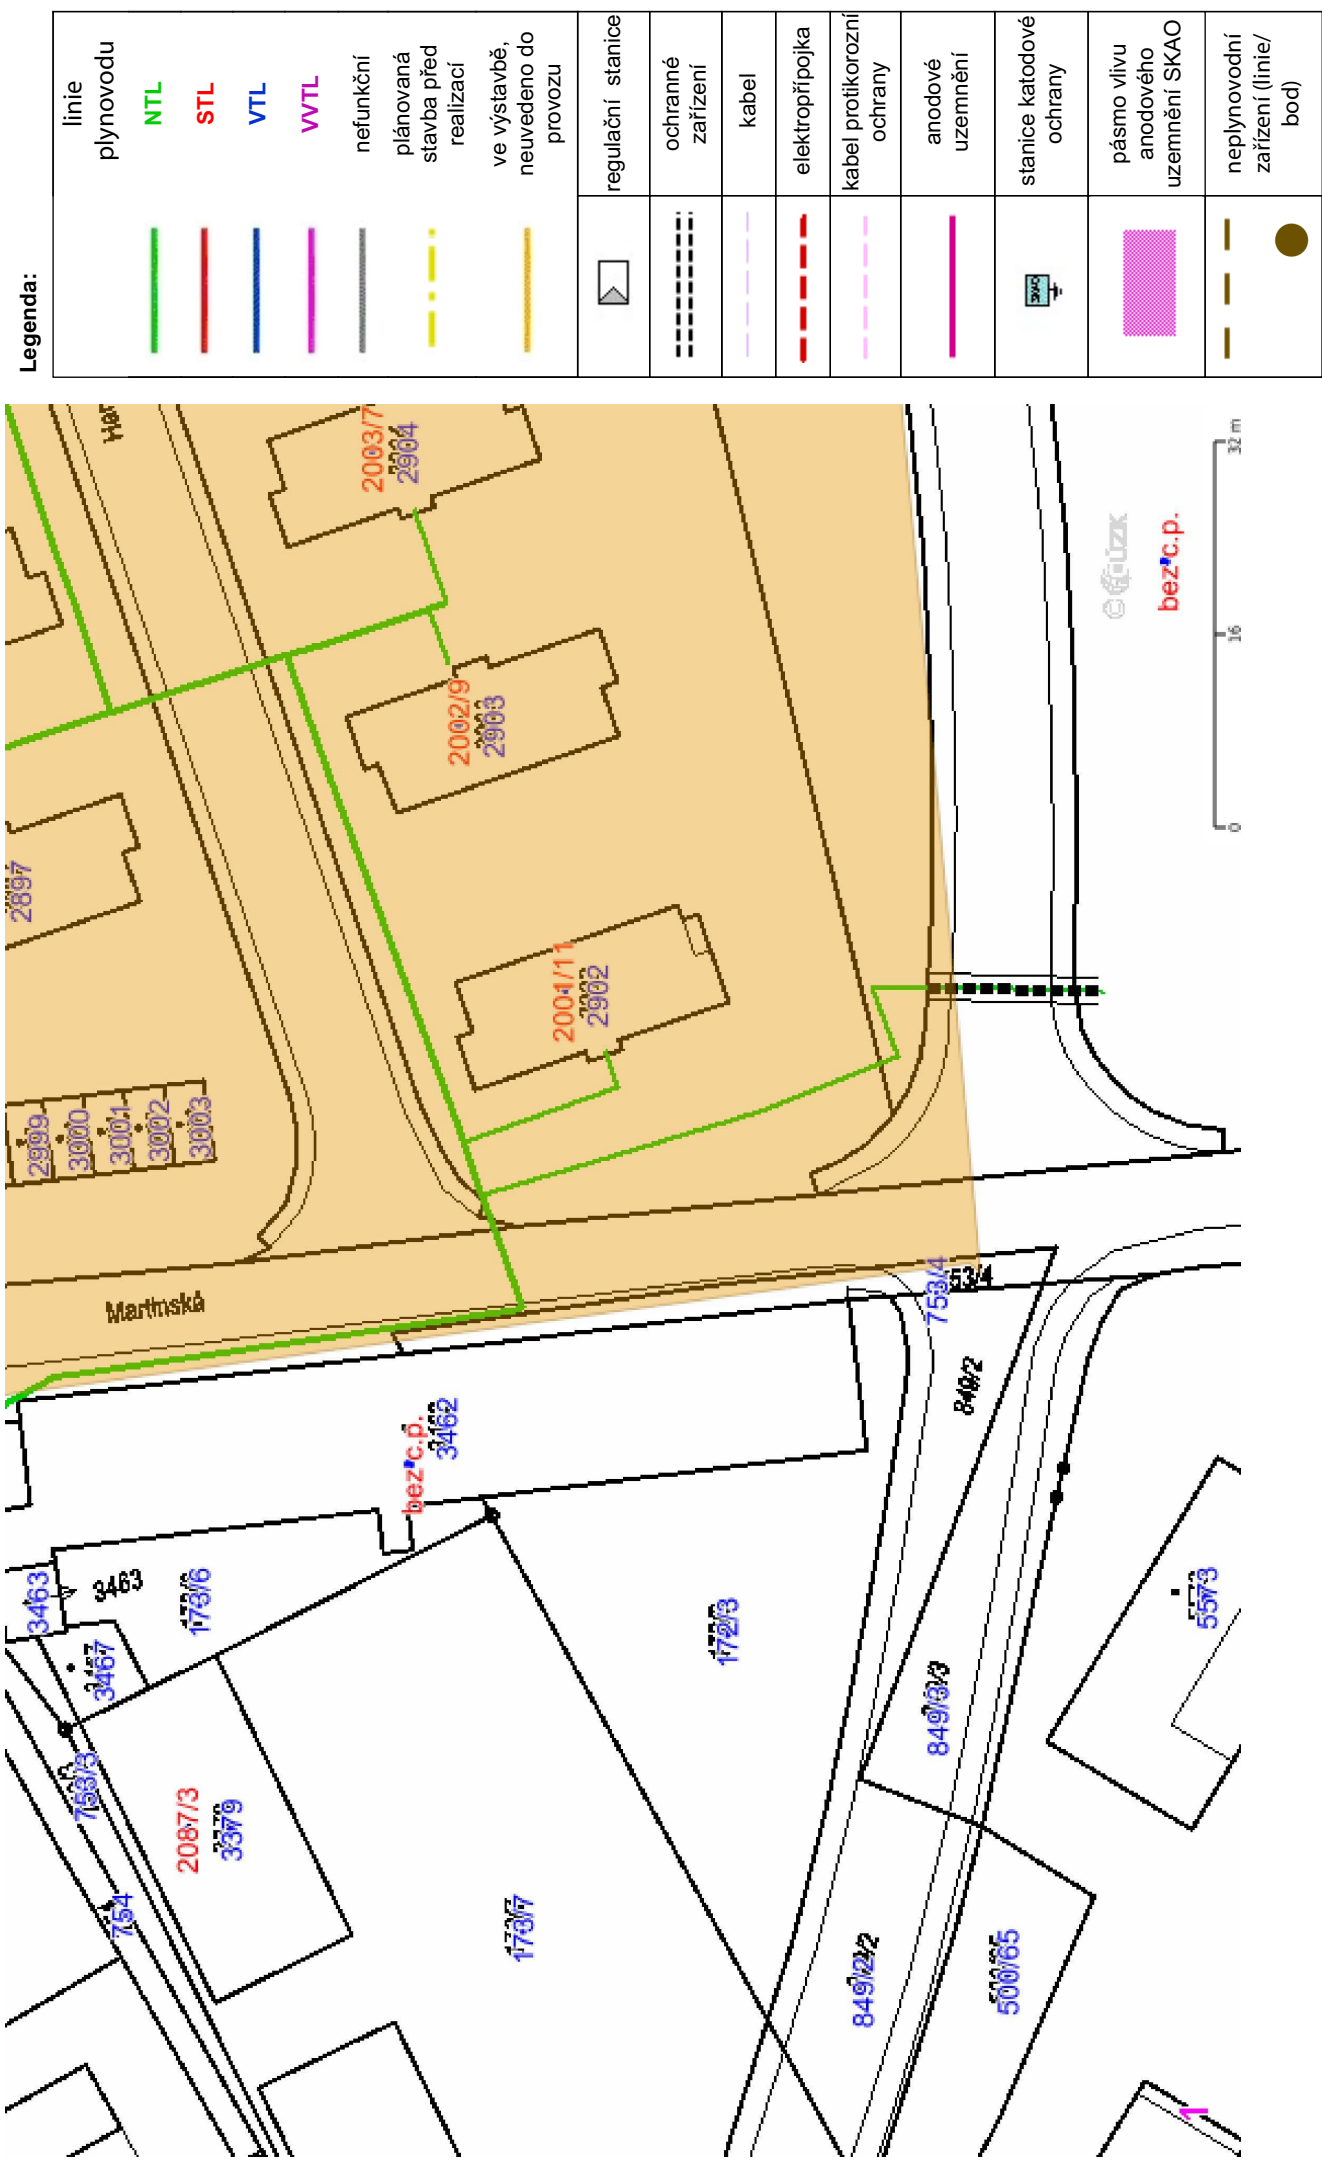 Legenda:
linie
plynovodu
NTL
STL
VTL
VVTL
nefunkční
plánovaná
stavba před
realizací
ve výstavbě,
neuvedeno do
provozu
regulační stanice
ochranné
zařízení
kabel
elektropřípojka
kabel protikorozní
ochrany
anodové
uzemnění
stanice katodové
ochrany
pásmo vlivu
anodového
uzemnění SKAO
neplynovodní
zařízení (linie/
bod)
2003/7
2904
2002/9
2903
2001/11
2902
2897
2999
3000
3001
3002
3003
Martinská
753/4
53/4
849/2
bez č.p.
3462
3463
3463
173/6
3467
753/3
754
2087/3
3379
173/7
172/3
849/3
849/2
500/65
5573
1
bez č.p.
0
16
32 m